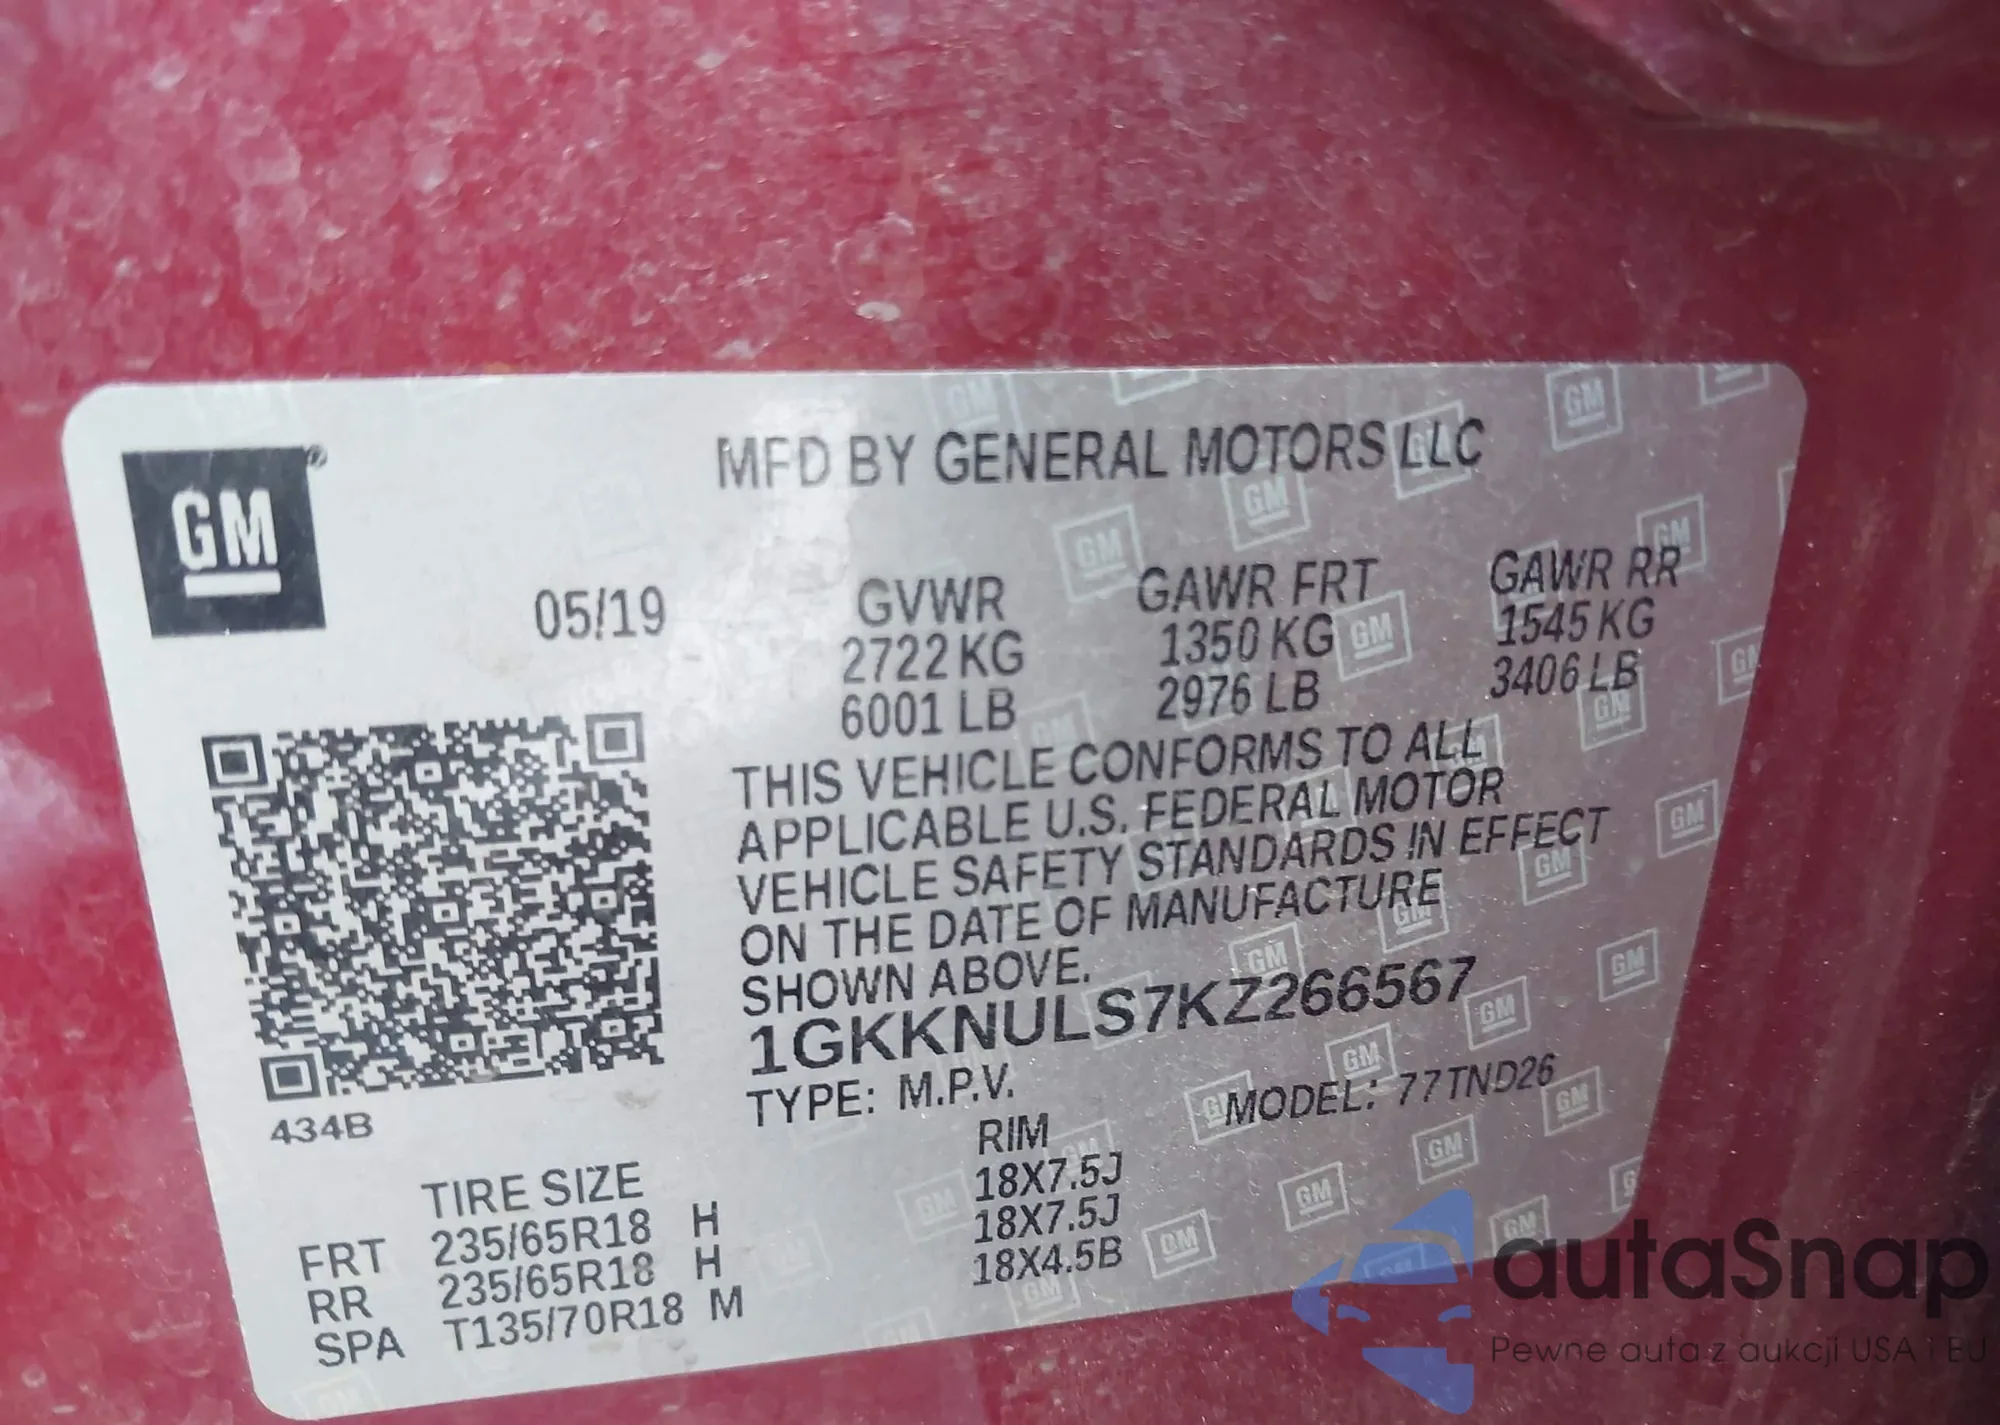 GM
MFD BY GENERAL MOTORS LLC
05/19
GVWR GAWR FRT GAWR RR
2722 KG 1350 KG 1545 KG
6001 LB 2976 LB 3406 LB
THIS VEHICLE CONFORMS TO ALL
APPLICABLE U.S. FEDERAL MOTOR
VEHICLE SAFETY STANDARDS IN EFFECT
ON THE DATE OF MANUFACTURE
SHOWN ABOVE.
1GKKNULS7KZ266567
TYPE: M.P.V. MODEL: 77TND26
434B
TIRE SIZE RIM
FRT 235/65R18 H 18X7.5J
RR 235/65R18 H 18X7.5J
SPA T135/70R18 M 18X4.5B
autaSnap
Pewne auta z aukcji USA i EU